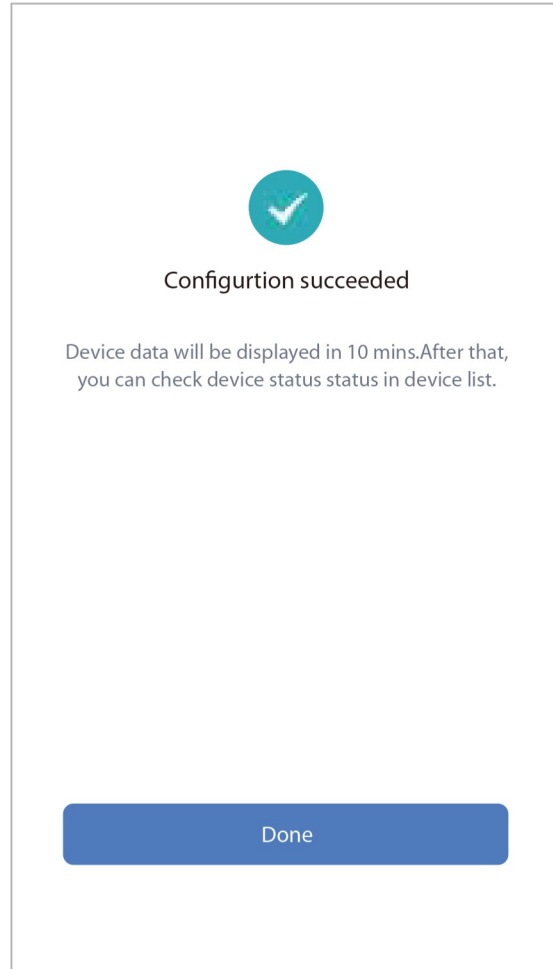 Configurtion succeeded
Device data will be displayed in 10 mins.After that,
you can check device status status in device list.
Done